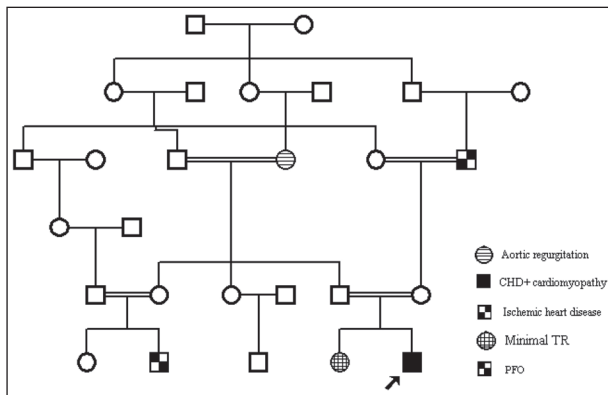 Aortic regurgitation
CHD+ cardiomyopathy
Ischemic heart disease
Minimal TR
PFO